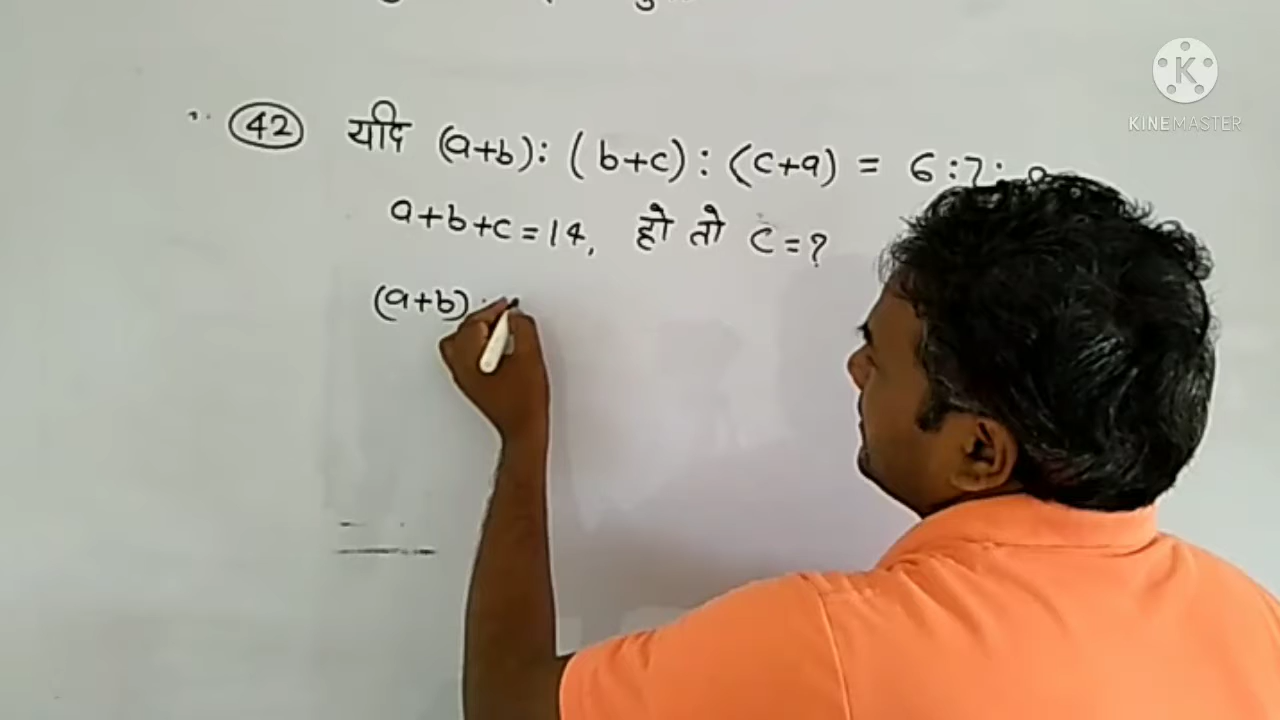 42 यदि (a+b):(b+c):(c+a) = 6:7:
a+b+c=14, हो तो c=?
(a+b)
K
KINEMASTER